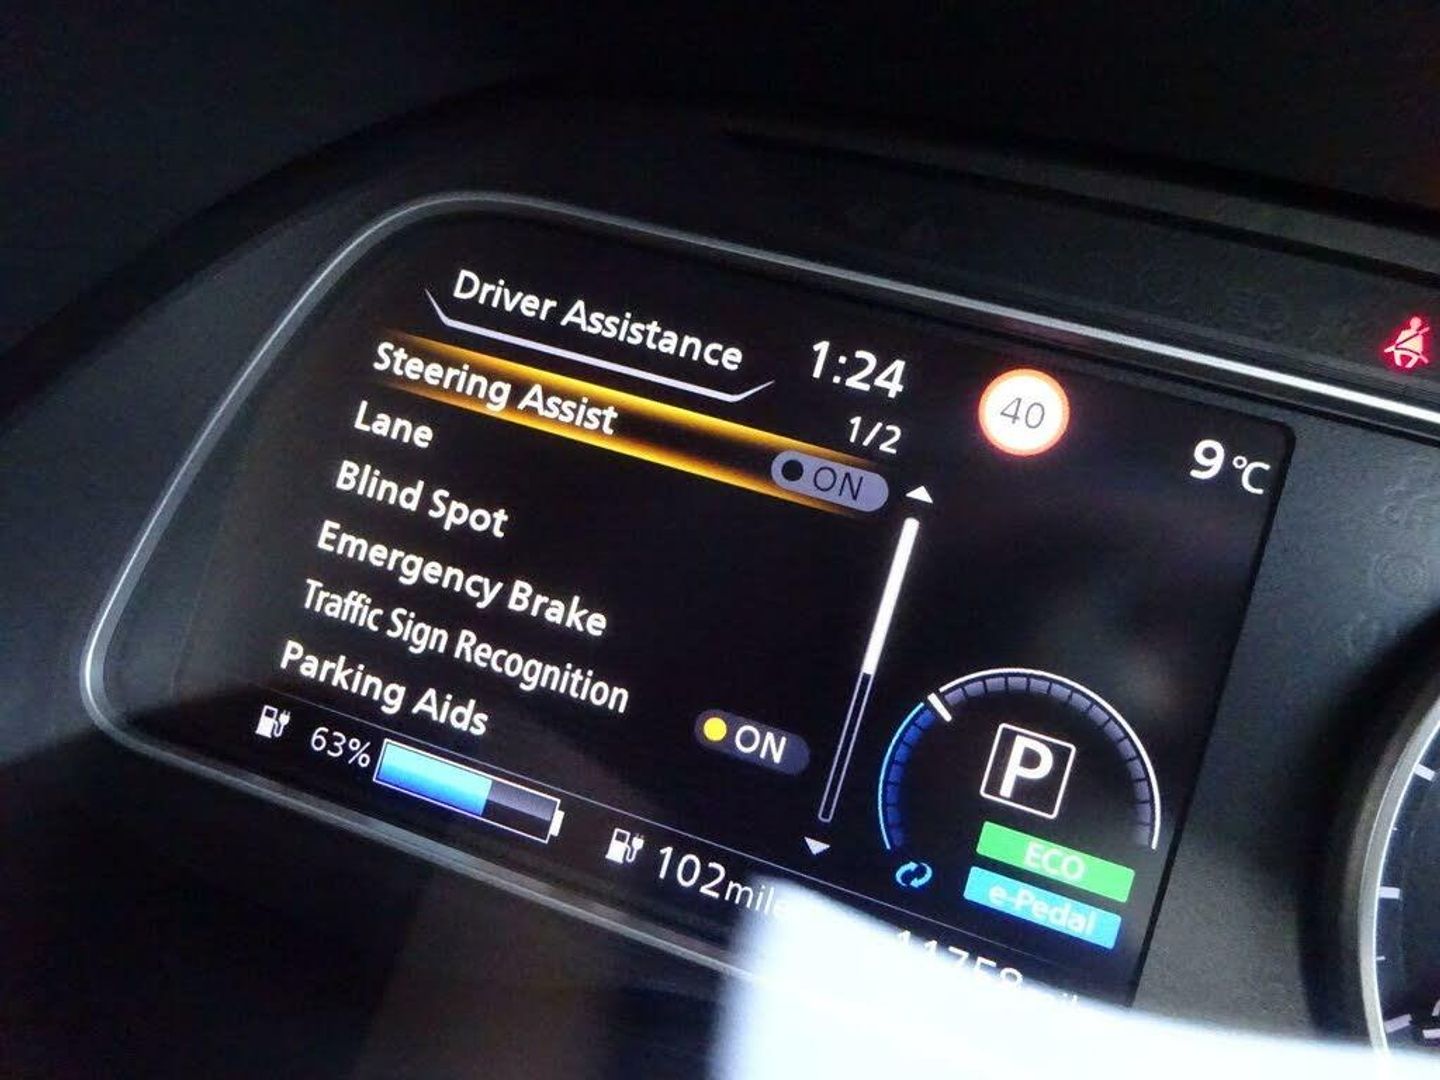 Driver Assistance
1:24
40
9 °C
1/2
Steering Assist ON
Lane
Blind Spot
Emergency Brake
Traffic Sign Recognition
Parking Aids ON
63%
102
P
ECO
e-Pedal